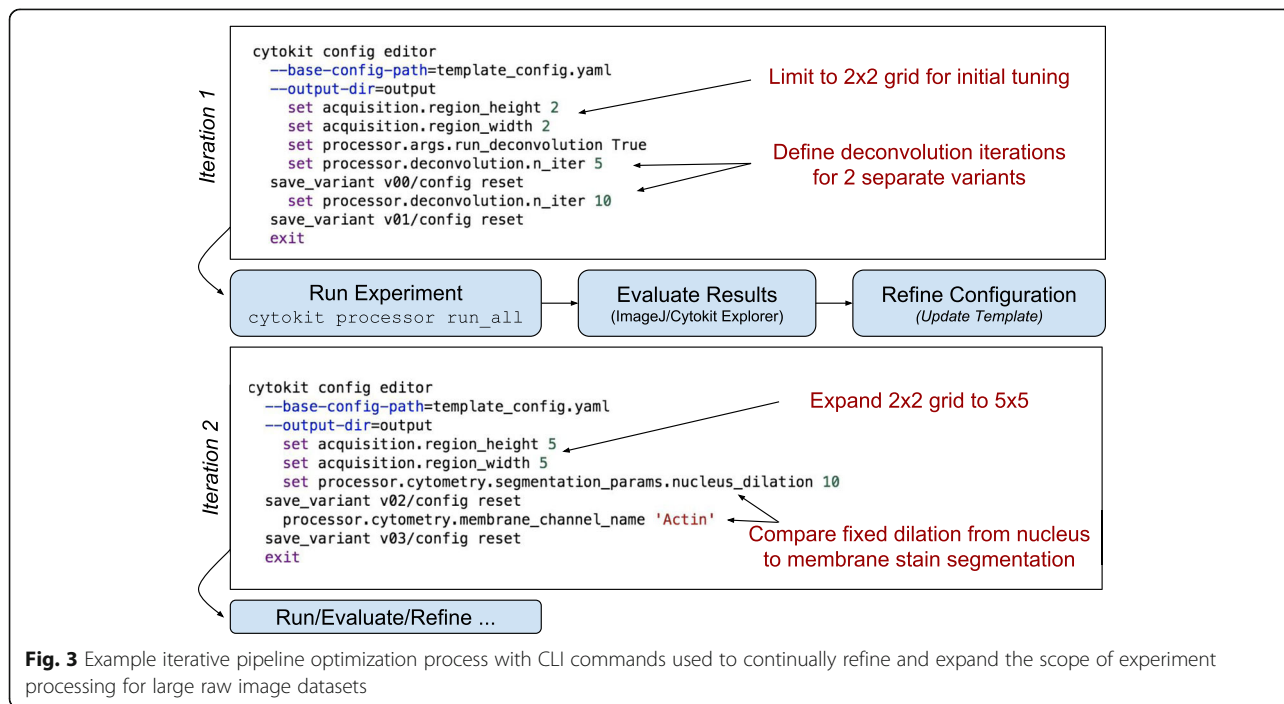 Iteration 1
cytokit config editor
--base-config-path=template_config.yaml
--output-dir=output
set acquisition.region_height 2
set acquisition.region_width 2
set processor.args.run_deconvolution True
set processor.deconvolution.n_iter 5
save_variant v00/config reset
set processor.deconvolution.n_iter 10
save_variant v01/config reset
exit
Limit to 2x2 grid for initial tuning
Define deconvolution iterations
for 2 separate variants
Run Experiment
cytokit processor run_all
Evaluate Results
(ImageJ/Cytokit Explorer)
Refine Configuration
(Update Template)
Iteration 2
cytokit config editor
--base-config-path=template_config.yaml
--output-dir=output
set acquisition.region_height 5
set acquisition.region_width 5
set processor.cytometry.segmentation_params.nucleus_dilation 10
save_variant v02/config reset
processor.cytometry.membrane_channel_name 'Actin'
save_variant v03/config reset
exit
Expand 2x2 grid to 5x5
Compare fixed dilation from nucleus
to membrane stain segmentation
Run/Evaluate/Refine ...
Fig. 3 Example iterative pipeline optimization process with CLI commands used to continually refine and expand the scope of experiment
processing for large raw image datasets